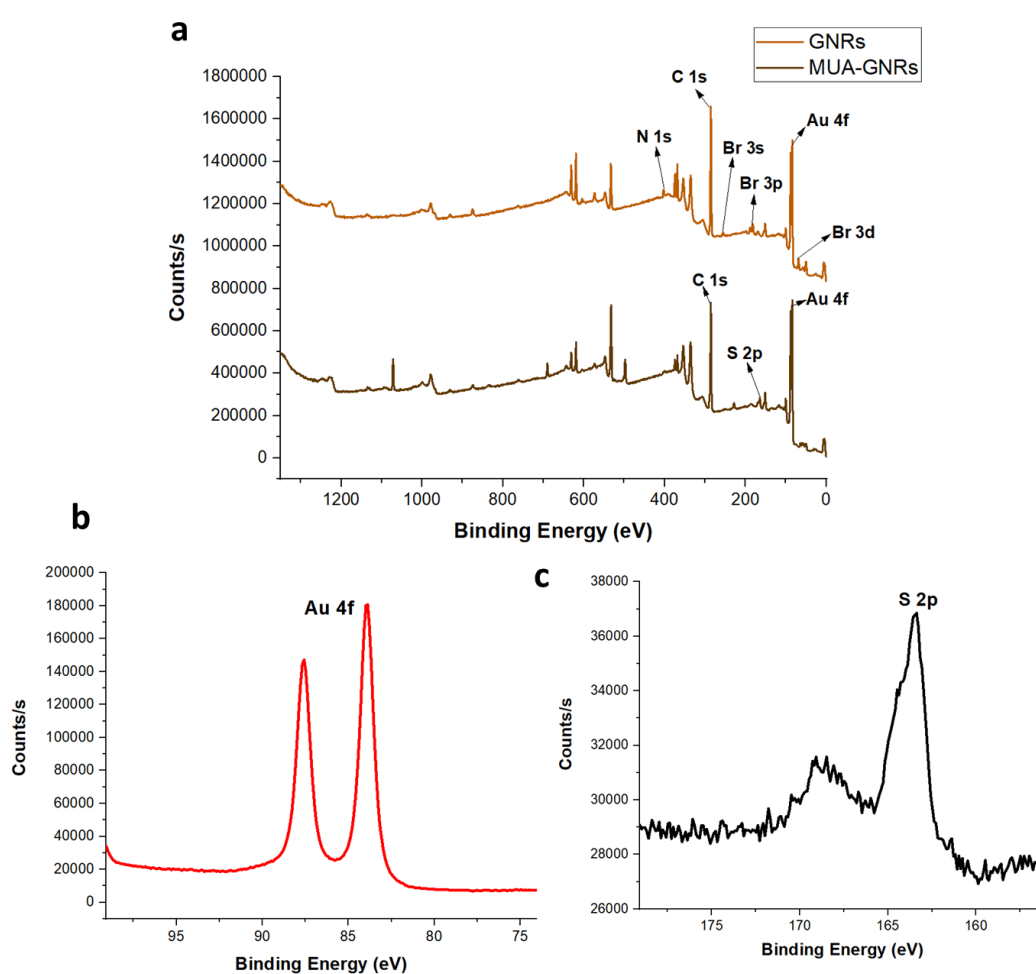 a
GNRs
MUA-GNRs
1800000
1600000
1400000
1200000
1000000
800000
600000
400000
200000
0
Counts/s
C 1s
N 1s
Br 3s
Br 3p
Au 4f
Br 3d
C 1s
Au 4f
S 2p
1200 1000 800 600 400 200 0
Binding Energy (eV)
b
200000
180000
160000
140000
120000
100000
80000
60000
40000
20000
0
Counts/s
Au 4f
95 90 85 80 75
Binding Energy (eV)
c
38000
36000
34000
32000
30000
28000
26000
Counts/s
S 2p
175 170 165 160
Binding Energy (eV)